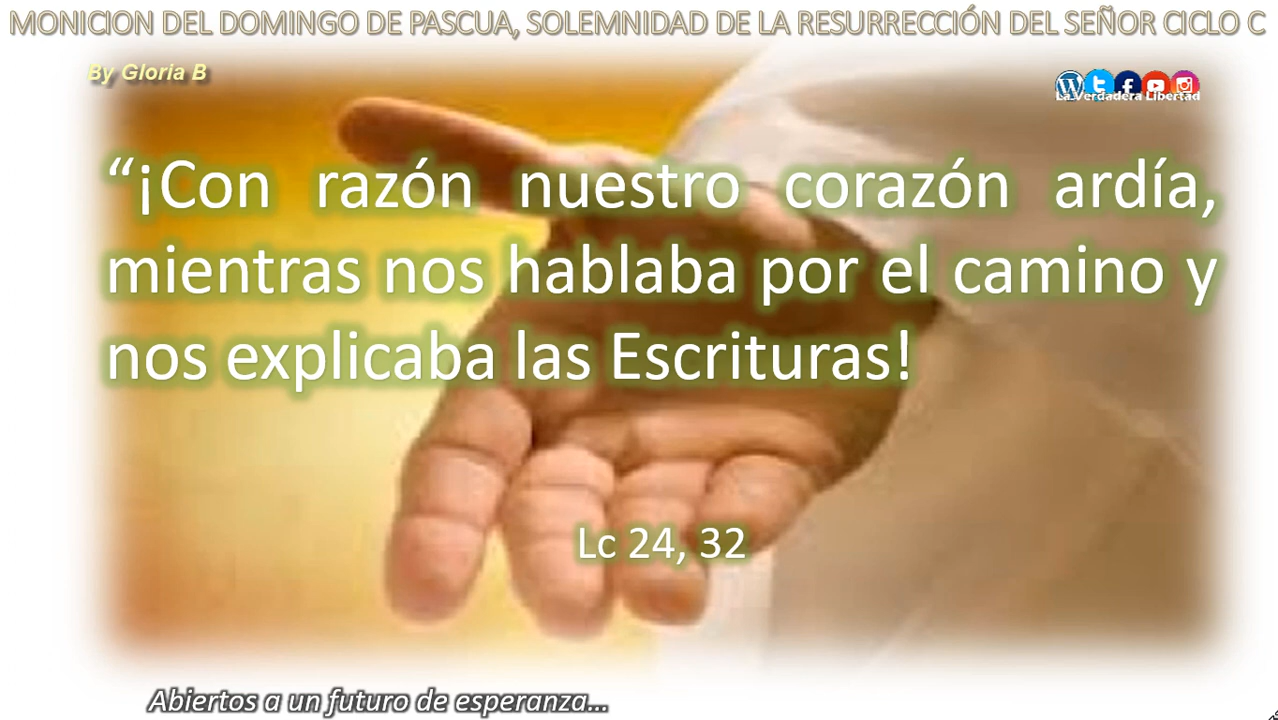 MONICION DEL DOMINGO DE PASCUA, SOLEMNIDAD DE LA RESURRECCIÓN DEL SEÑOR CICLO C
By Gloria B
La Verdadera Libertad
“¡Con razón nuestro corazón ardía,
mientras nos hablaba por el camino y
nos explicaba las Escrituras!
Lc 24, 32
Abiertos a un futuro de esperanza...